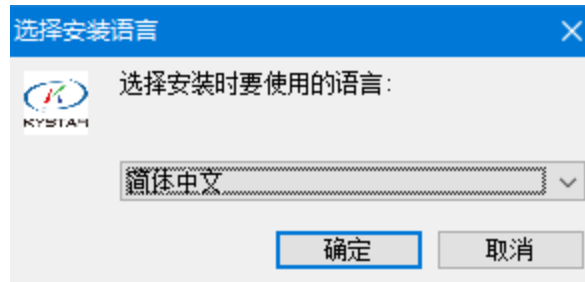 选择安装语言
KYSTAR
选择安装时要使用的语言:
简体中文
确定
取消